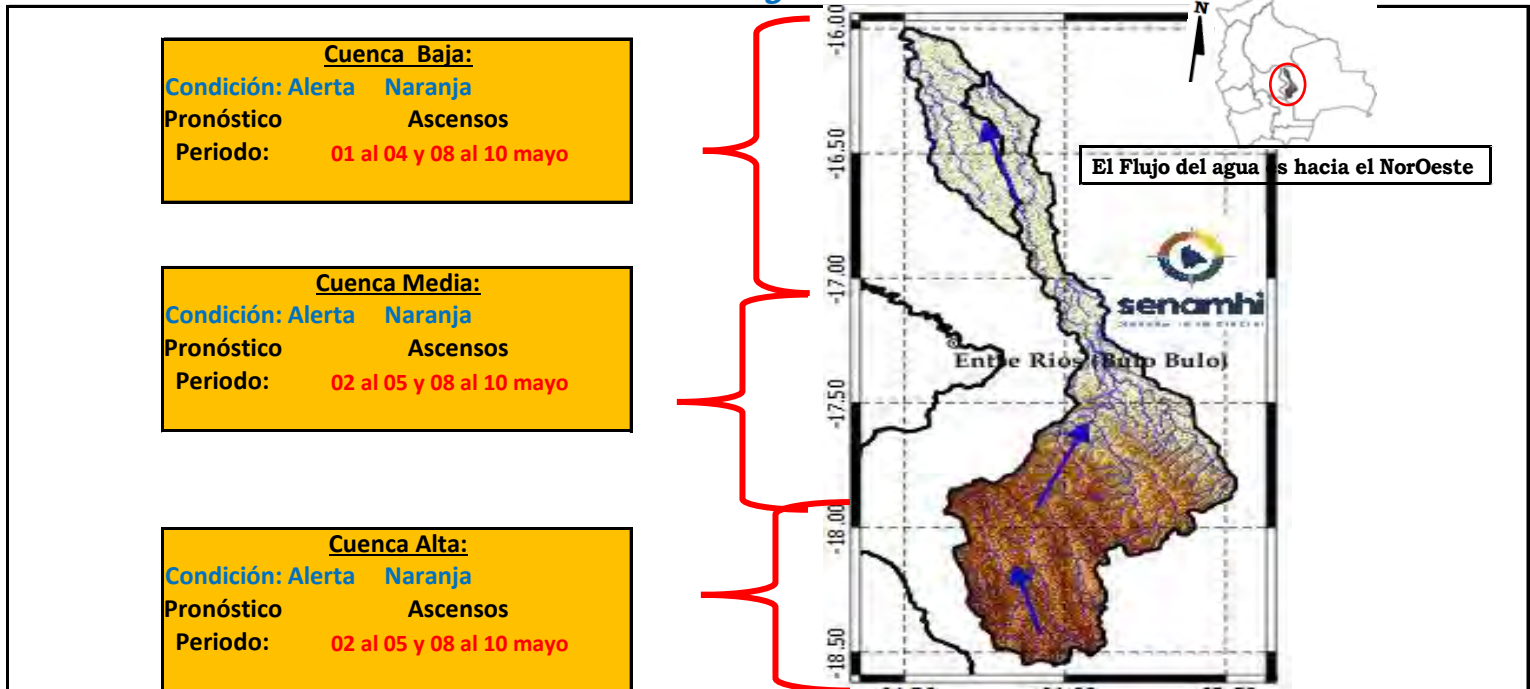 Cuenca Baja:
Condición: Alerta Naranja
Pronóstico Ascensos
Periodo: 01 al 04 y 08 al 10 mayo
Cuenca Media:
Condición: Alerta Naranja
Pronóstico Ascensos
Periodo: 02 al 05 y 08 al 10 mayo
Cuenca Alta:
Condición: Alerta Naranja
Pronóstico Ascensos
Periodo: 02 al 05 y 08 al 10 mayo
N
El Flujo del agua es hacia el NorOeste
senamhi
Entre Rios (Bulo Bulo)
-16.00
-16.50
-17.00
-17.50
-18.00
-18.50